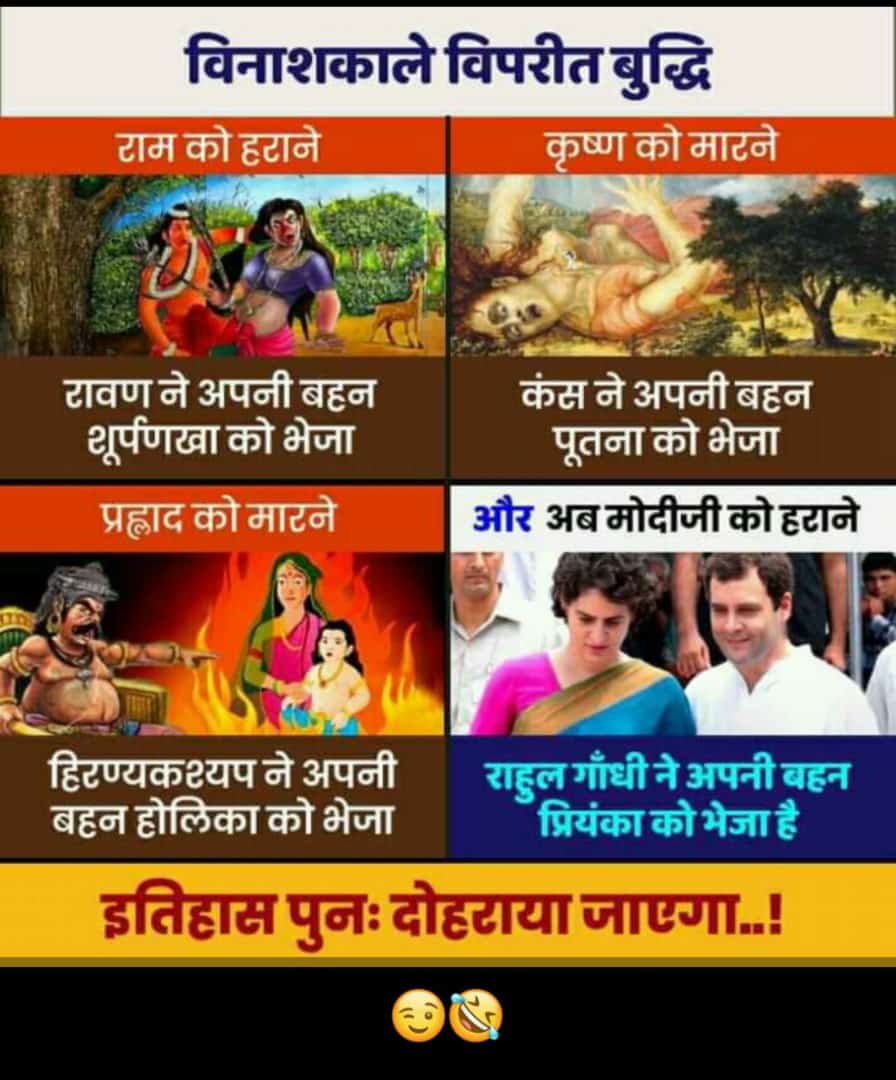 विनाशकाले विपरीत बुद्धि
राम को हराने
रावण ने अपनी बहन
शूर्पणखा को भेजा
कृष्ण को मारने
कंस ने अपनी बहन
पूतना को भेजा
प्रह्लाद को मारने
हिरण्यकश्यप ने अपनी
बहन होलिका को भेजा
और अब मोदीजी को हराने
राहुल गाँधी ने अपनी बहन
प्रियंका को भेजा है
इतिहास पुनः दोहराया जाएगा..!
😉🤣